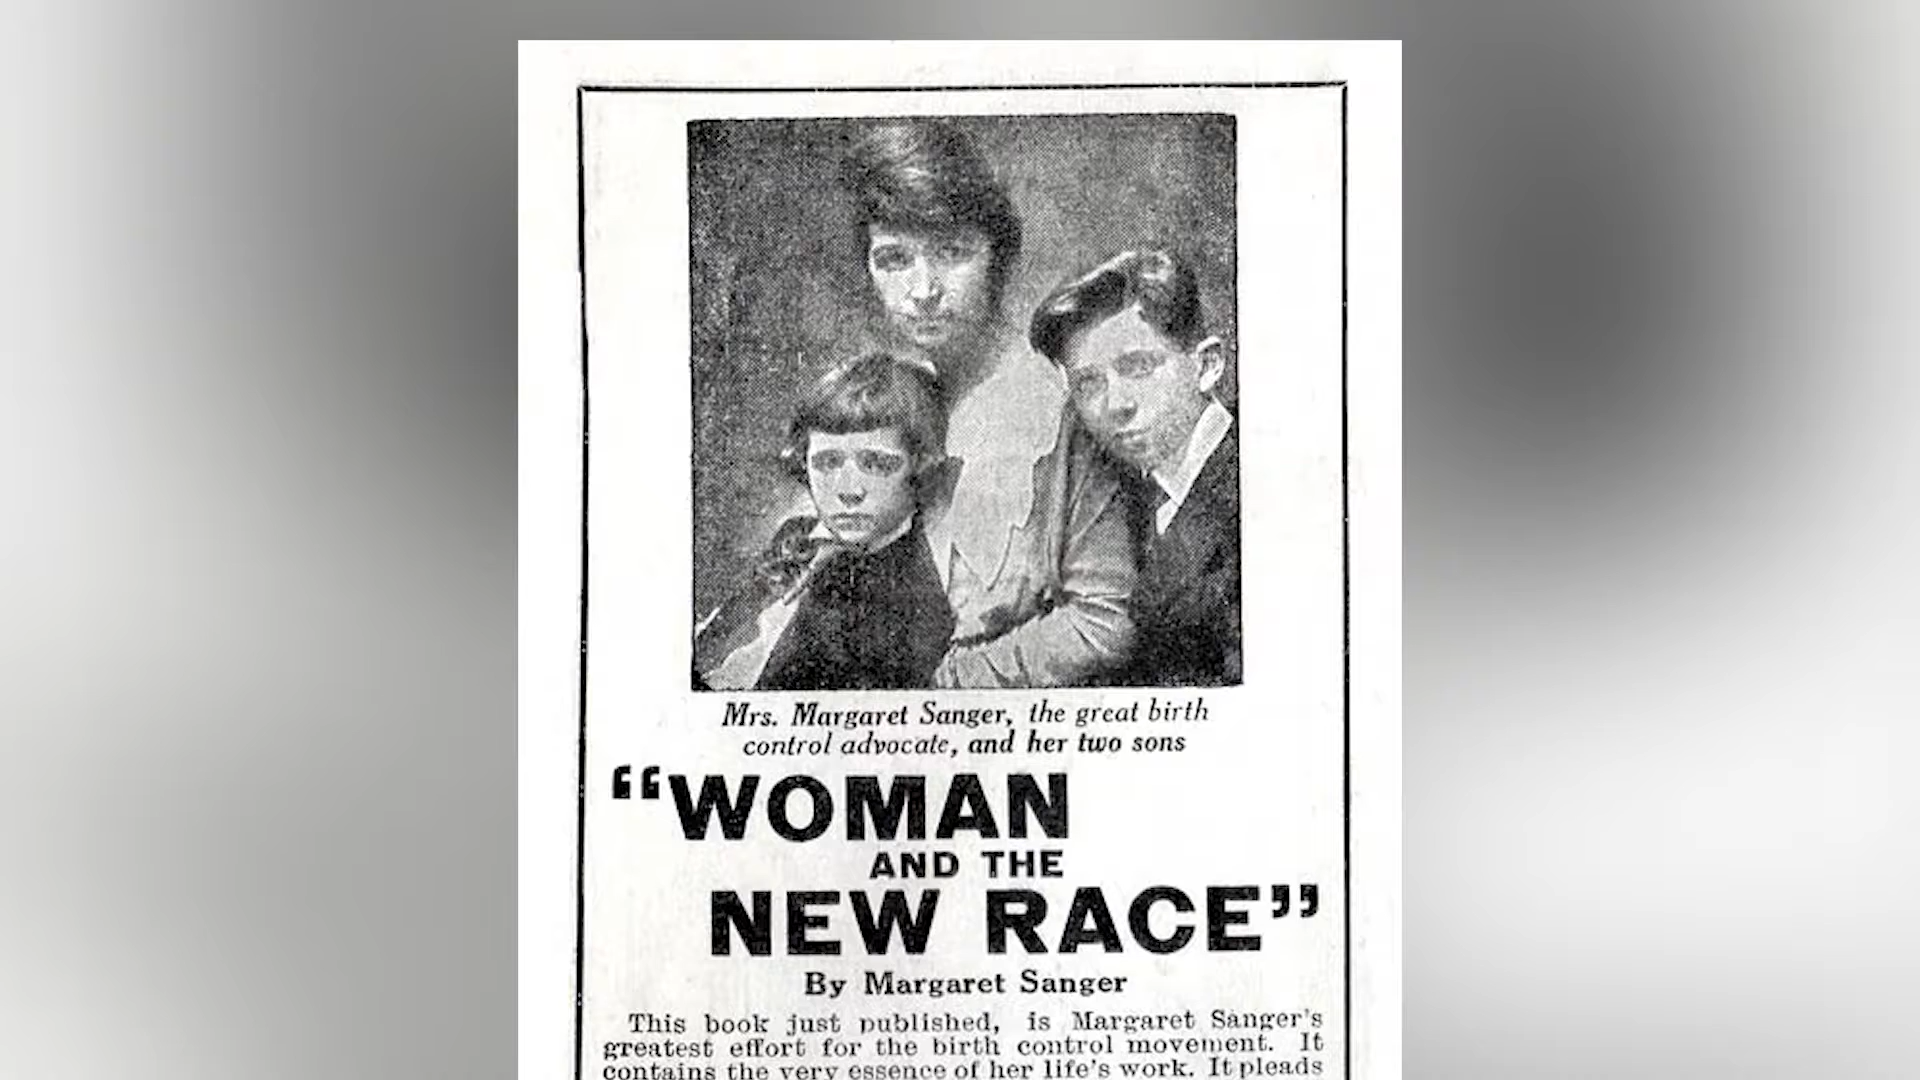 Mrs. Margaret Sanger, the great birth
control advocate, and her two sons
“WOMAN
AND THE
NEW RACE”
By Margaret Sanger
This book just published, is Margaret Sanger's
greatest effort for the birth control movement. It
contains the very essence of her life's work. It pleads